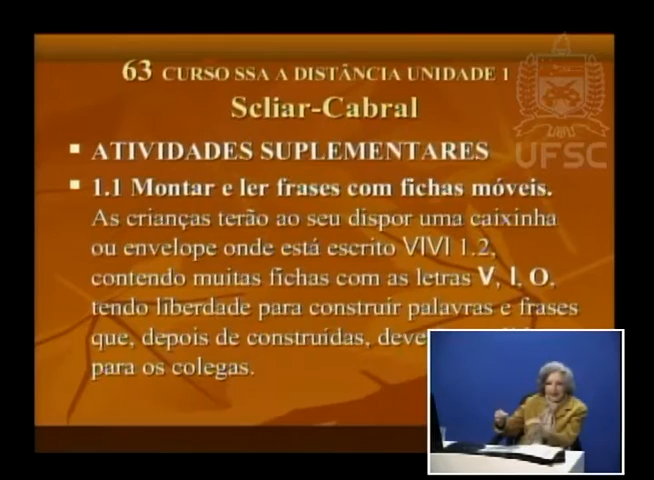 63 CURSO SSA A DISTÂNCIA UNIDADE 1
Scliar-Cabral
UFSC
ATIVIDADES SUPLEMENTARES
1.1 Montar e ler frases com fichas móveis.
As crianças terão ao seu dispor uma caixinha
ou envelope onde está escrito VIVI 1.2,
contendo muitas fichas com as letras V, I, O,
tendo liberdade para construir palavras e frases
que, depois de construídas,
para os colegas.